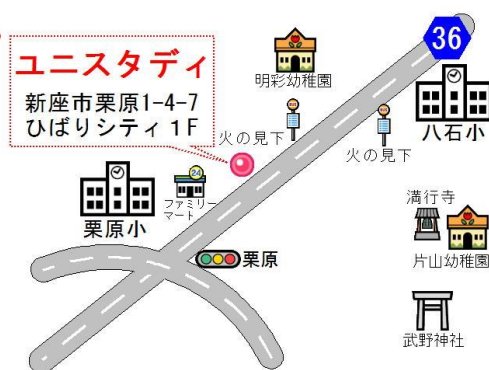 ユニスタディ
新座市栗原1-4-7
ひばりシティ1F
36
明彩幼稚園
八石小
火の見下
火の見下
24
ファミリー
マート
栗原小
満行寺
片山幼稚園
栗原
武野神社